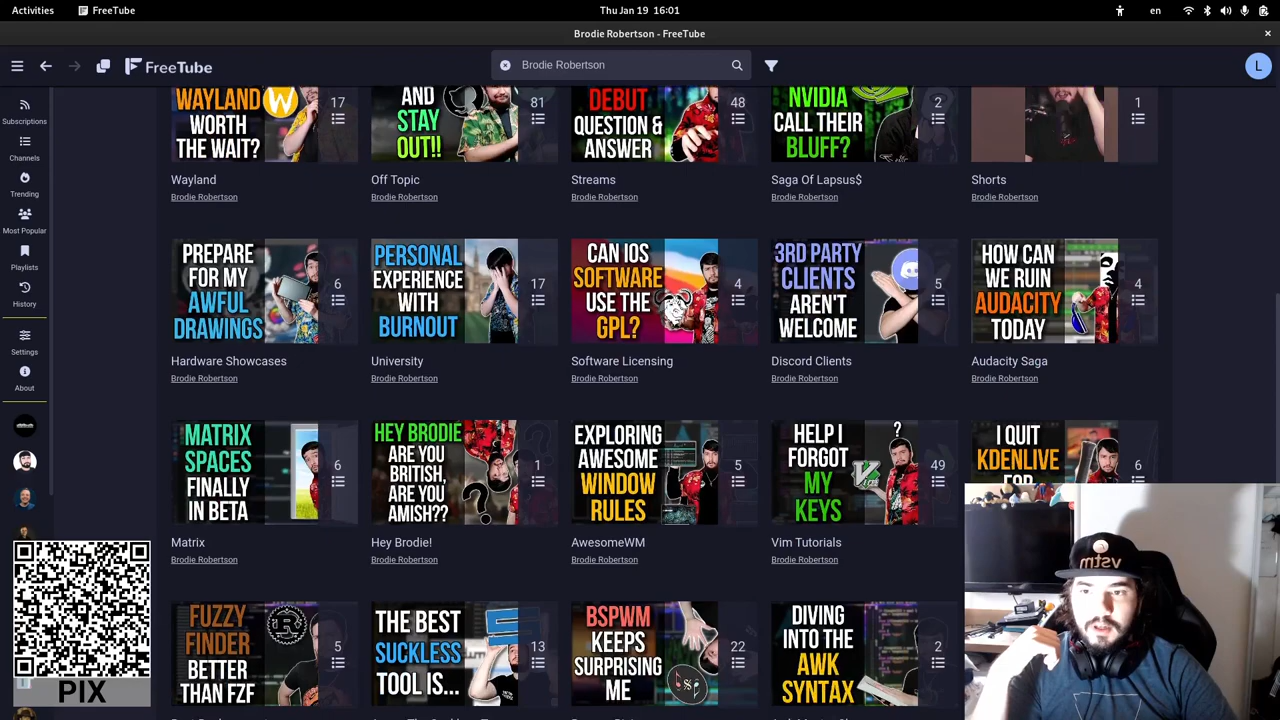 Activities FreeTube Thu Jan 19 16:01 en
Brodie Robertson - FreeTube
FreeTube Brodie Robertson L
Subscriptions
Channels
Trending
Most Popular
Playlists
History
Settings
About
WAYLAND
WORTH
THE WAIT?
17
AND
STAY
OUT!!
81
DEBUT
QUESTION &
ANSWER
48
NVIDIA
CALL THEIR
BLUFF?
2
1
Wayland
Brodie Robertson
Off Topic
Brodie Robertson
Streams
Brodie Robertson
Saga Of Lapsus$
Brodie Robertson
Shorts
Brodie Robertson
PREPARE
FOR MY
AWFUL
DRAWINGS
6
PERSONAL
EXPERIENCE
WITH
BURNOUT
17
CAN IOS
SOFTWARE
USE THE
GPL?
4
3RD PARTY
CLIENTS
AREN'T
WELCOME
5
HOW CAN
WE RUIN
AUDACITY
TODAY
4
Hardware Showcases
Brodie Robertson
University
Brodie Robertson
Software Licensing
Brodie Robertson
Discord Clients
Brodie Robertson
Audacity Saga
Brodie Robertson
MATRIX
SPACES
FINALLY
IN BETA
6
HEY BRODIE
ARE YOU
BRITISH,
ARE YOU
AMISH??
1
EXPLORING
AWESOME
WINDOW
RULES
5
HELP I
FORGOT
MY
KEYS
?
49
I QUIT
KDENLIVE
FOR
6
Matrix
Brodie Robertson
Hey Brodie!
Brodie Robertson
AwesomeWM
Brodie Robertson
Vim Tutorials
Brodie Robertson
FUZZY
FINDER
BETTER
THAN FZF
5
THE BEST
SUCKLESS
TOOL IS...
13
BSPWM
KEEPS
SURPRISING
ME
22
DIVING
INTO THE
AWK
SYNTAX
2
PIX
vstm